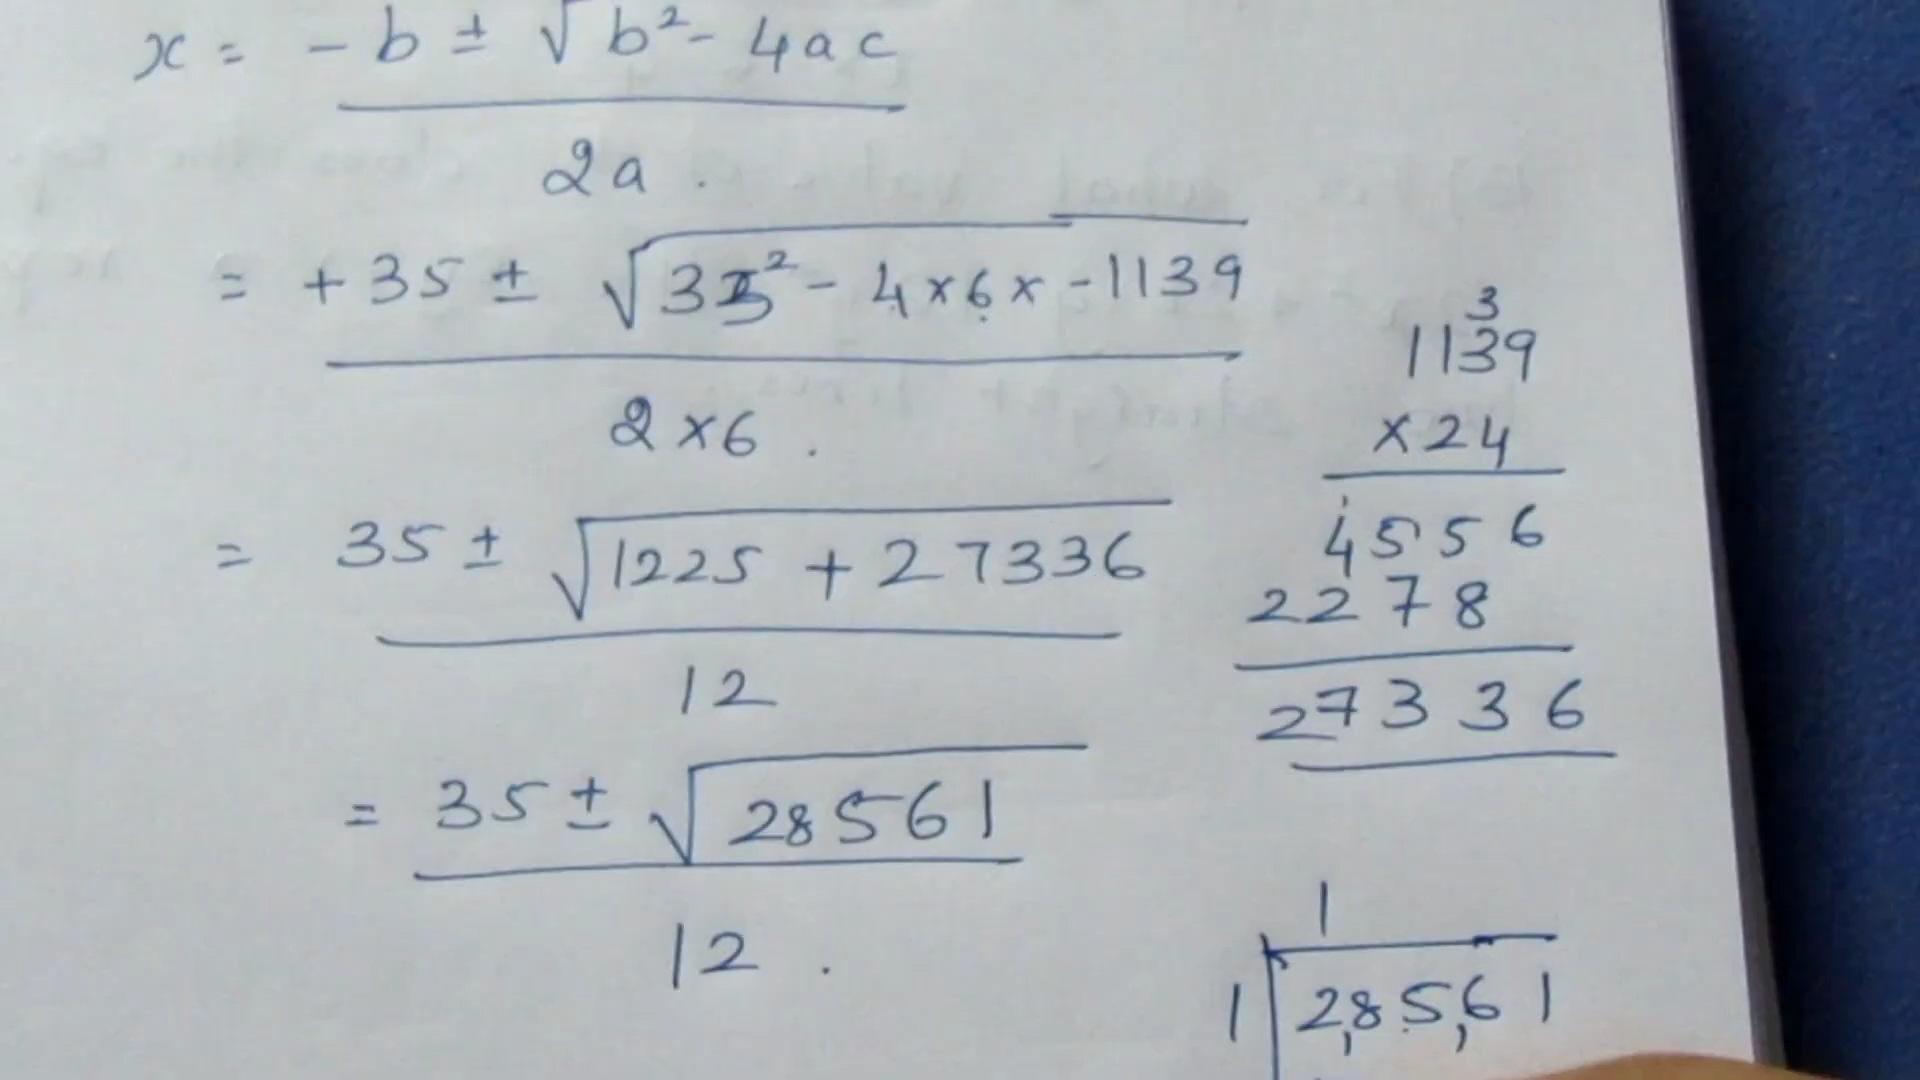 x = - b ± √b² - 4ac
2a .
= + 35 ± √35² - 4 × 6 × - 1139
2 × 6 .
= 35 ± √1225 + 27336
12
= 35 ± √28561
12 .
3
1139
× 24
4556
2278
27336
1
1 28561